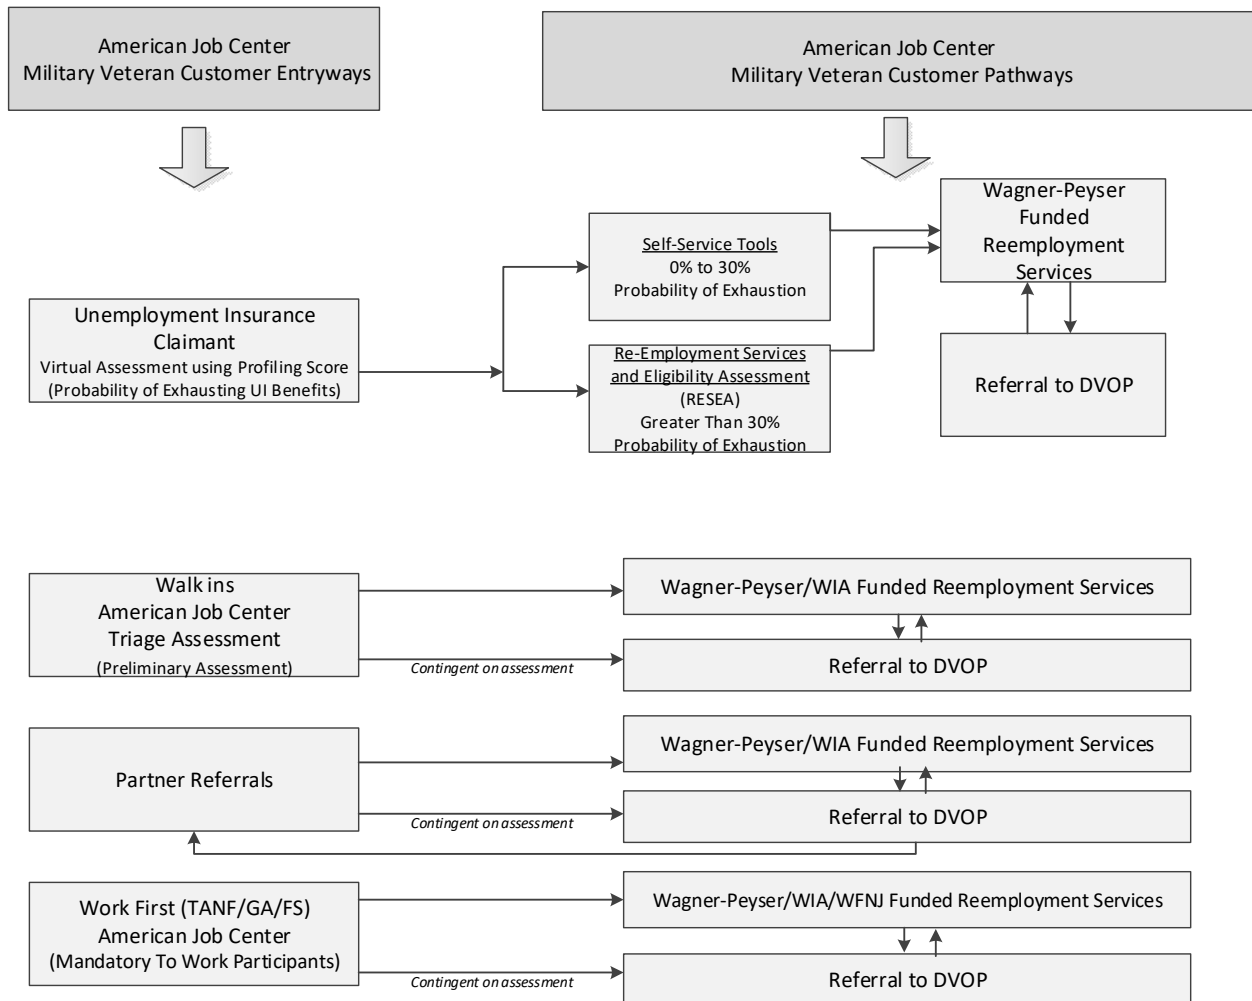 American Job Center
Military Veteran Customer Entryways
American Job Center
Military Veteran Customer Pathways
Wagner-Peyser
Funded
Reemployment
Services
Self-Service Tools
0% to 30%
Probability of Exhaustion
Unemployment Insurance
Claimant
Virtual Assessment using Profiling Score
(Probability of Exhausting UI Benefits)
Re-Employment Services
and Eligibility Assessment
(RESEA)
Greater Than 30%
Probability of Exhaustion
Referral to DVOP
Walk ins
American Job Center
Triage Assessment
(Preliminary Assessment)
Wagner-Peyser/WIA Funded Reemployment Services
Contingent on assessment
Referral to DVOP
Partner Referrals
Wagner-Peyser/WIA Funded Reemployment Services
Contingent on assessment
Referral to DVOP
Work First (TANF/GA/FS)
American Job Center
(Mandatory To Work Participants)
Wagner-Peyser/WIA/WFNJ Funded Reemployment Services
Contingent on assessment
Referral to DVOP